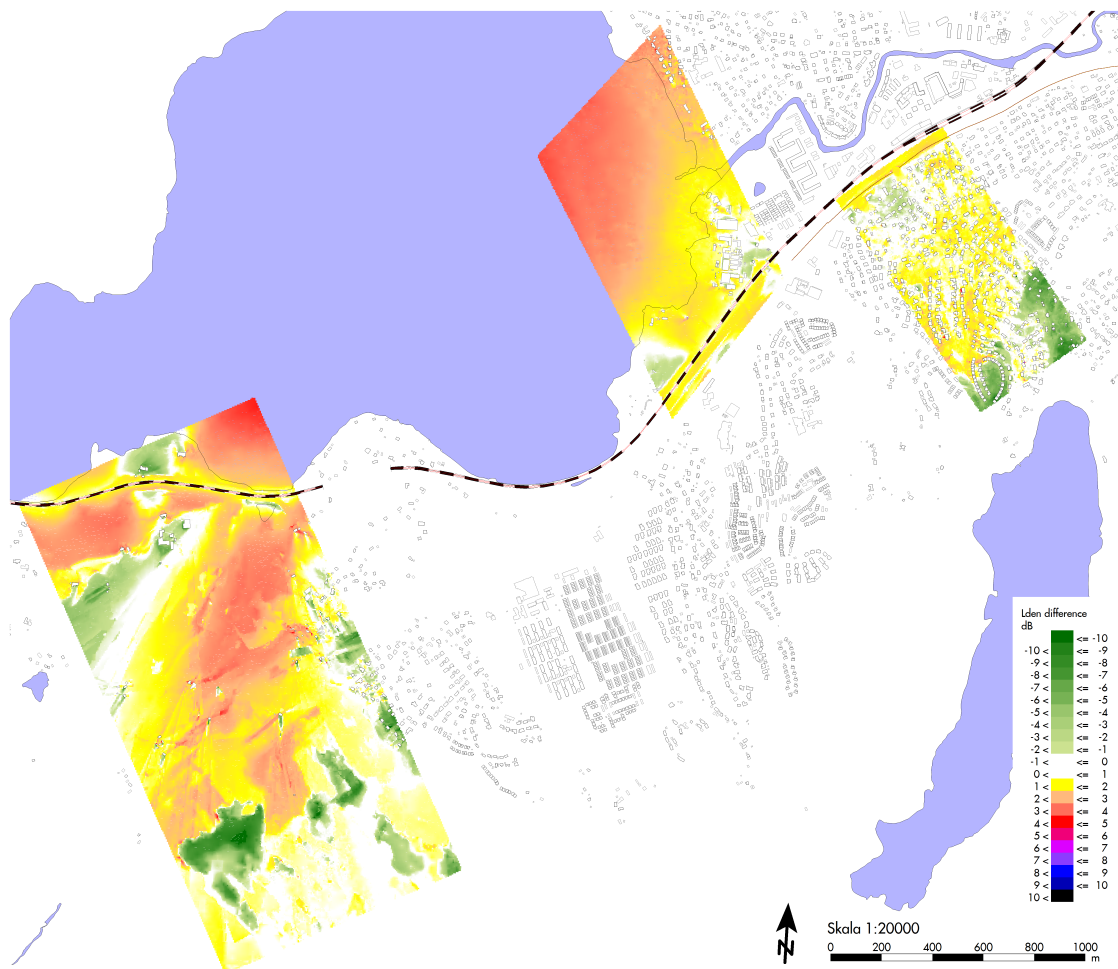 Lden difference
dB
<= -10
-10 < <= -9
-9 < <= -8
-8 < <= -7
-7 < <= -6
-6 < <= -5
-5 < <= -4
-4 < <= -3
-3 < <= -2
-2 < <= -1
-1 < <= 0
0 < <= 1
1 < <= 2
2 < <= 3
3 < <= 4
4 < <= 5
5 < <= 6
6 < <= 7
7 < <= 8
8 < <= 9
9 < <= 10
10 <
N
Skala 1:20000
0 200 400 600 800 1000
m